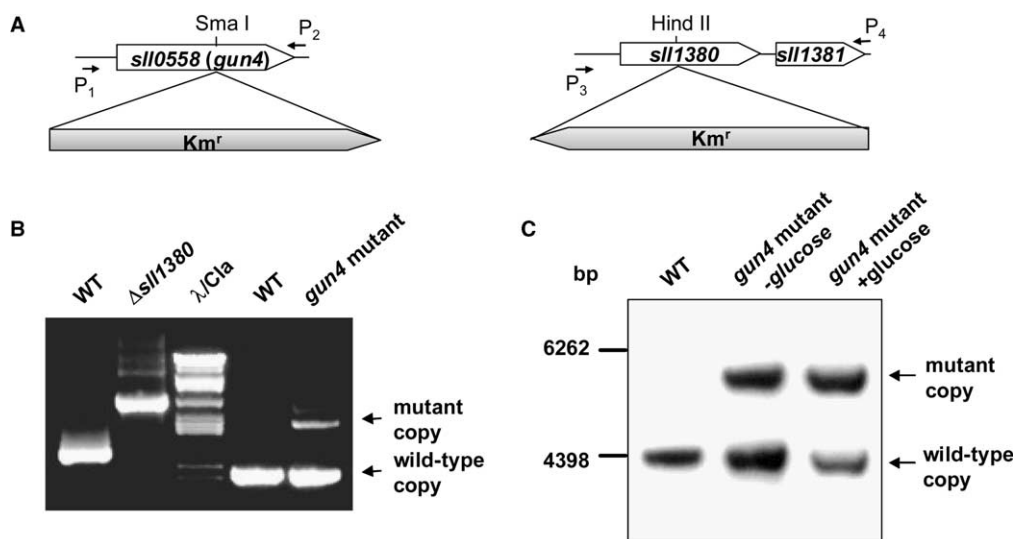 A
Sma I
P2
sll0558 (gun4)
P1
Kmr
Hind II
P4
sll1380
sll1381
P3
Kmr
B
WT
Δsll1380
λ/Cla
WT
gun4 mutant
mutant
copy
wild-type
copy
C
bp
WT
gun4 mutant
-glucose
gun4 mutant
+glucose
6262
4398
mutant
copy
wild-type
copy